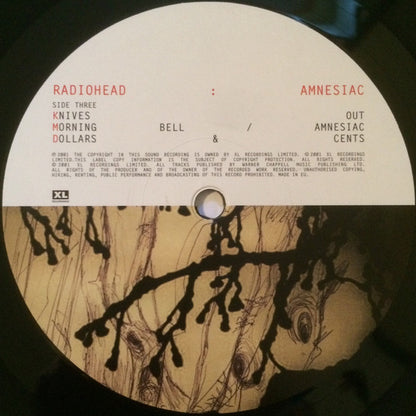 RADIOHEAD : AMNESIAC
SIDE THREE
KNIVES OUT
MORNING BELL / AMNESIAC
DOLLARS & CENTS
℗2001 THE COPYRIGHT IN THIS SOUND RECORDING IS OWNED BY XL RECORDINGS LIMITED. ©2001 XL RECORDINGS
LIMITED.THIS LABEL COPY INFORMATION IS THE SUBJECT OF COPYRIGHT PROTECTION. ALL RIGHTS RESERVED.
©2001 XL RECORDINGS LIMITED. ALL TRACKS PUBLISHED BY WARNER CHAPPELL MUSIC PUBLISHING LTD.
ALL RIGHTS OF THE PRODUCER AND OF THE OWNER OF THE RECORDED WORK RESERVED. UNAUTHORISED COPYING,
HIRING, RENTING, PUBLIC PERFORMANCE AND BROADCASTING OF THIS RECORD PROHIBITED. MADE IN EU.
XL
RECORDINGS